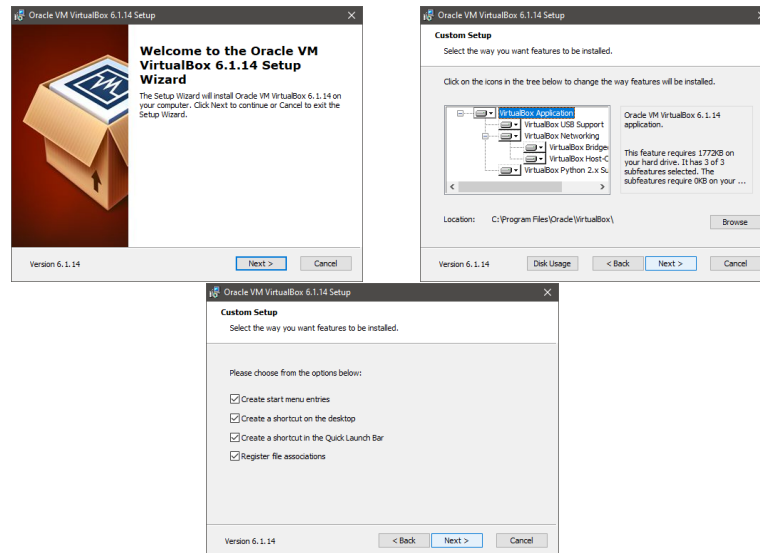 Oracle VM VirtualBox 6.1.14 Setup
Welcome to the Oracle VM
VirtualBox 6.1.14 Setup
Wizard
The Setup Wizard will install Oracle VM VirtualBox 6.1.14 on
your computer. Click Next to continue or Cancel to exit the
Setup Wizard.
Version 6.1.14
Next >
Cancel
Oracle VM VirtualBox 6.1.14 Setup
Custom Setup
Select the way you want features to be installed.
Click on the icons in the tree below to change the way features will be installed.
VirtualBox Application
VirtualBox USB Support
VirtualBox Networking
VirtualBox Bridge
VirtualBox Host-
VirtualBox Python 2.x Su
Oracle VM VirtualBox 6.1.14
application.
This feature requires 1772KB on
your hard drive. It has 3 of 3
subfeatures selected. The
subfeatures require 0KB on your ...
Location: C:\Program Files\Oracle\VirtualBox\
Browse
Version 6.1.14
Disk Usage
< Back
Next >
Cancel
Oracle VM VirtualBox 6.1.14 Setup
Custom Setup
Select the way you want features to be installed.
Please choose from the options below:
Create start menu entries
Create a shortcut on the desktop
Create a shortcut in the Quick Launch Bar
Register file associations
Version 6.1.14
< Back
Next >
Cancel